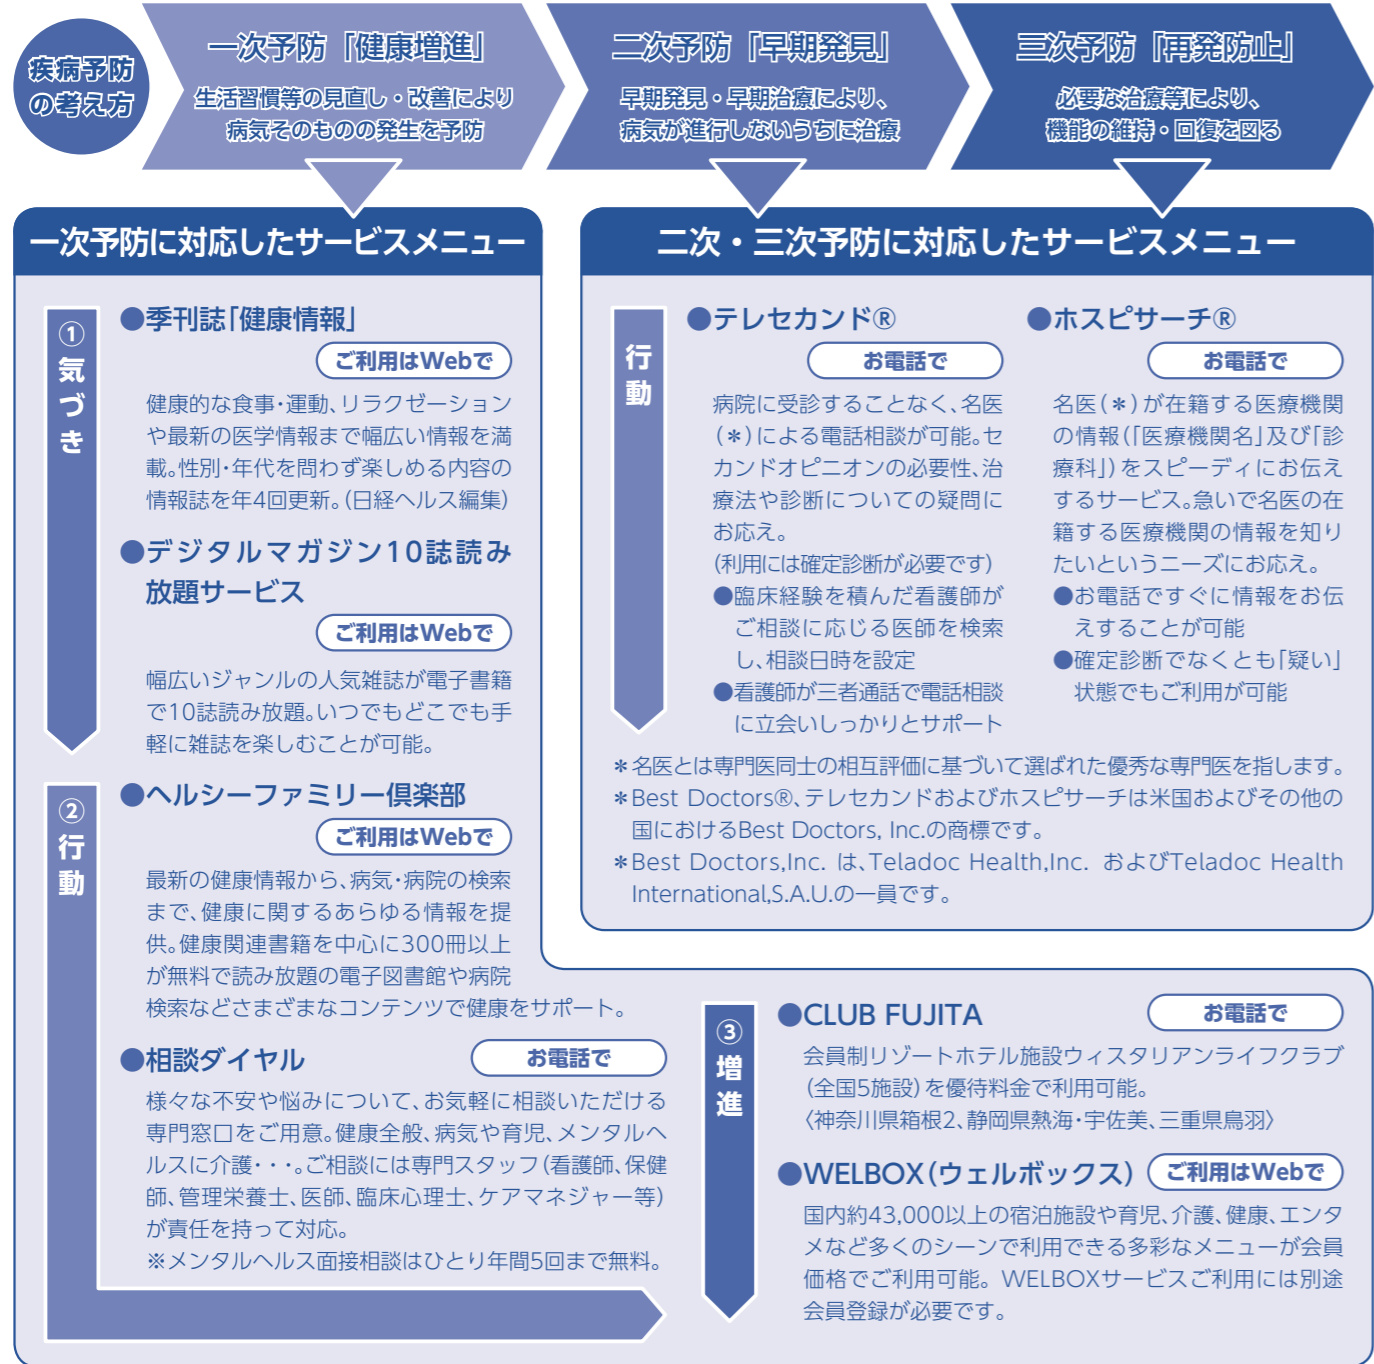 疾病予防
の考え方
一次予防「健康増進」
生活習慣等の見直し・改善により
病気そのものの発生を予防
二次予防「早期発見」
早期発見・早期治療により、
病気が進行しないうちに治療
三次予防「再発防止」
必要な治療等により、
機能の維持・回復を図る
一次予防に対応したサービスメニュー
①気づき
●季刊誌「健康情報」
ご利用はWebで
健康的な食事・運動、リラクゼーション
や最新の医学情報まで幅広い情報を満
載。性別・年代を問わず楽しめる内容の
情報誌を年4回更新。(日経ヘルス編集)
●デジタルマガジン10誌読み
放題サービス
ご利用はWebで
幅広いジャンルの人気雑誌が電子書籍
で10誌読み放題。いつでもどこでも手
軽に雑誌を楽しむことが可能。
②行動
●ヘルシーファミリー倶楽部
ご利用はWebで
最新の健康情報から、病気・病院の検索
まで、健康に関するあらゆる情報を提
供。健康関連書籍を中心に300冊以上
が無料で読み放題の電子図書館や病院
検索などさまざまなコンテンツで健康をサポート。
●相談ダイヤル
お電話で
様々な不安や悩みについて、お気軽に相談いただける
専門窓口をご用意。健康全般、病気や育児、メンタルヘ
ルスに介護・・・。ご相談には専門スタッフ(看護師、保健
師、管理栄養士、医師、臨床心理士、ケアマネジャー等)
が責任を持って対応。
※メンタルヘルス面接相談はひとり年間5回まで無料。
③増進
●CLUB FUJITA
お電話で
会員制リゾートホテル施設ウィスタリアンライフクラブ
(全国5施設)を優待料金で利用可能。
〈神奈川県箱根2、静岡県熱海・宇佐美、三重県鳥羽〉
●WELBOX(ウェルボックス)
ご利用はWebで
国内約43,000以上の宿泊施設や育児、介護、健康、エンタ
メなど多くのシーンで利用できる多彩なメニューが会員
価格でご利用可能。WELBOXサービスご利用には別途
会員登録が必要です。
二次・三次予防に対応したサービスメニュー
行動
●テレセカンド®
お電話で
病院に受診することなく、名医
(＊)による電話相談が可能。セ
カンドオピニオンの必要性、治
療法や診断についての疑問に
お応え。
(利用には確定診断が必要です)
●臨床経験を積んだ看護師が
ご相談に応じる医師を検索
し、相談日時を設定
●看護師が三者通話で電話相談
に立会いしっかりとサポート
●ホスピサーチ®
お電話で
名医(＊)が在籍する医療機関
の情報(「医療機関名」及び「診
療科」)をスピーディにお伝え
するサービス。急いで名医の在
籍する医療機関の情報を知り
たいというニーズにお応え。
●お電話ですぐに情報をお伝
えすることが可能
●確定診断でなくとも「疑い」
状態でもご利用が可能
＊名医とは専門医同士の相互評価に基づいて選ばれた優秀な専門医を指します。
＊Best Doctors®、テレセカンドおよびホスピサーチは米国およびその他の
国におけるBest Doctors, Inc.の商標です。
＊Best Doctors,Inc. は、Teladoc Health,Inc. およびTeladoc Health
International,S.A.U.の一員です。